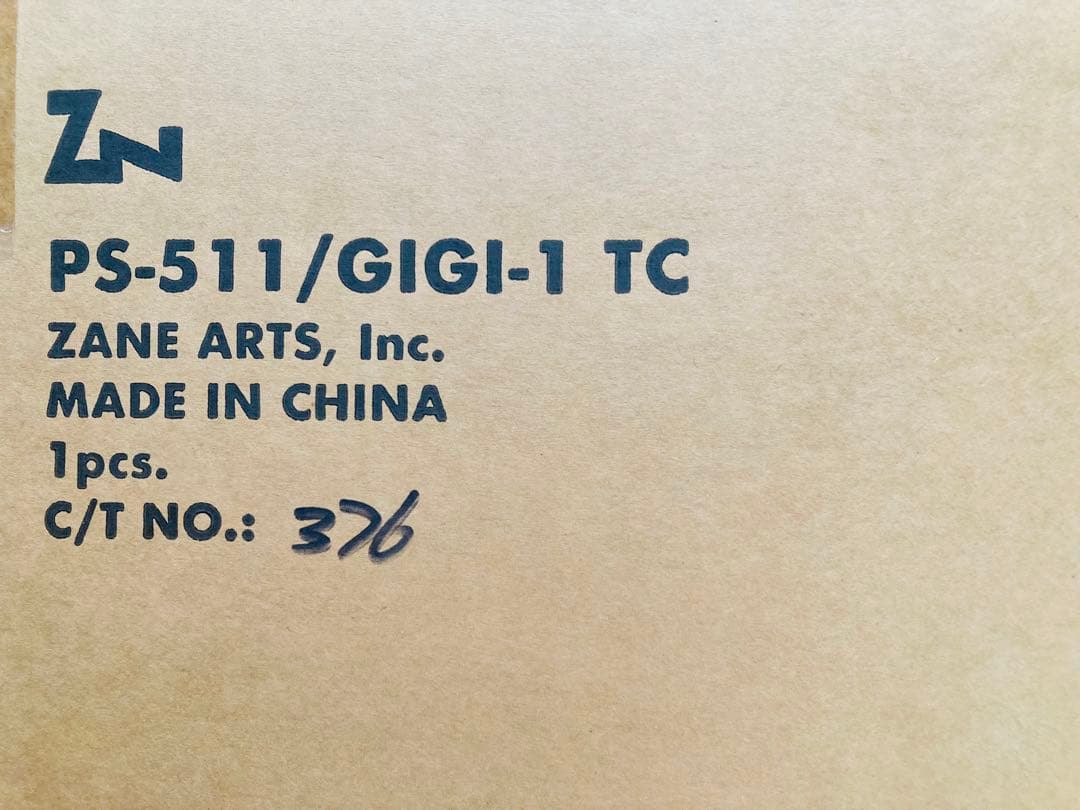 ZN
PS-511/GIGI-1 TC
ZANE ARTS, Inc.
MADE IN CHINA
1pcs.
C/T NO.: 376